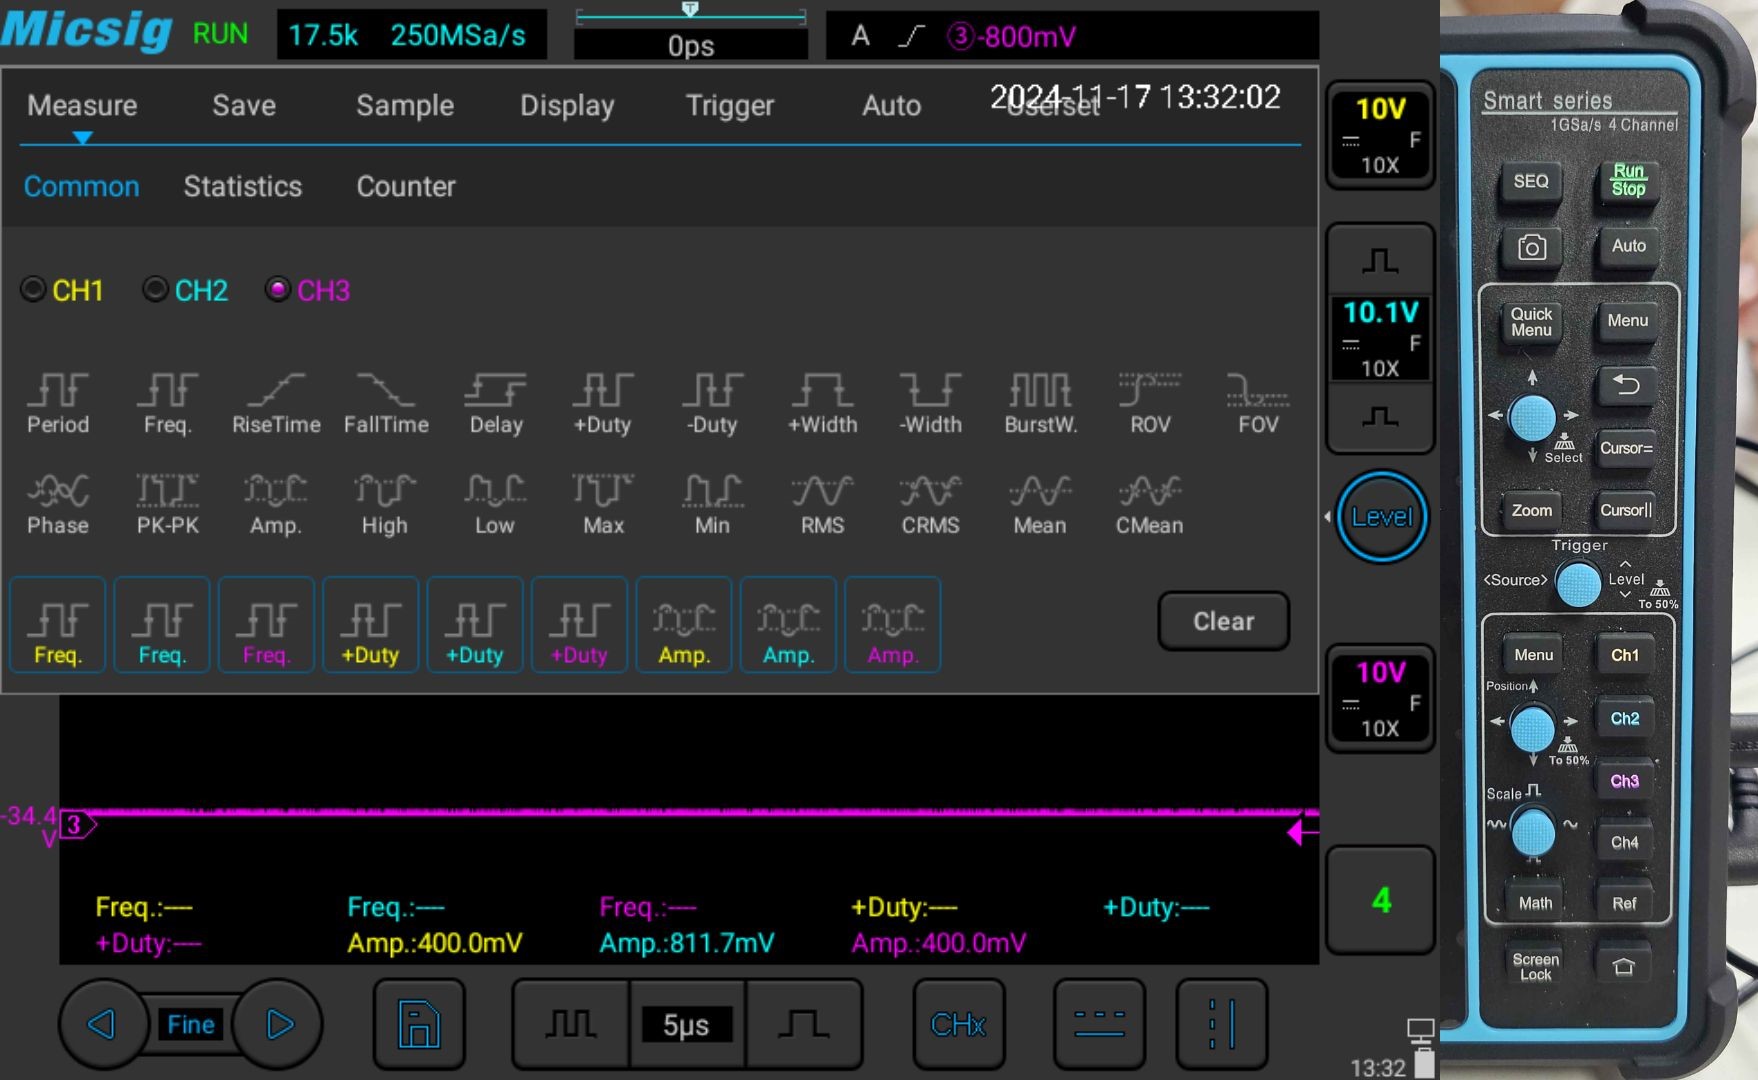 Micsig RUN 17.5k 250MSa/s T 0ps A 3 -800mV
Measure Save Sample Display Trigger Auto Userset 2024-11-17 13:32:02
Common Statistics Counter
CH1 CH2 CH3
Period Freq. RiseTime FallTime Delay +Duty -Duty +Width -Width BurstW. ROV FOV
Phase PK-PK Amp. High Low Max Min RMS CRMS Mean CMean
Freq. Freq. Freq. +Duty +Duty +Duty Amp. Amp. Amp. Clear
-34.4
V
3
Freq.:---- Freq.:---- Freq.:---- +Duty:---- +Duty:----
+Duty:---- Amp.:400.0mV Amp.:811.7mV Amp.:400.0mV
Fine 5µs CHx
13:32
10V
F
10X
10.1V
F
10X
Level
10V
F
10X
4
Smart series
1GSa/s 4 Channel
SEQ Run
Stop
Auto
Quick
Menu
Menu
Select
Cursor=
Zoom Cursor||
Trigger
<Source> Level
To 50%
Menu Ch1
Position
Ch2
To 50%
Ch3
Scale
Ch4
Math Ref
Screen
Lock